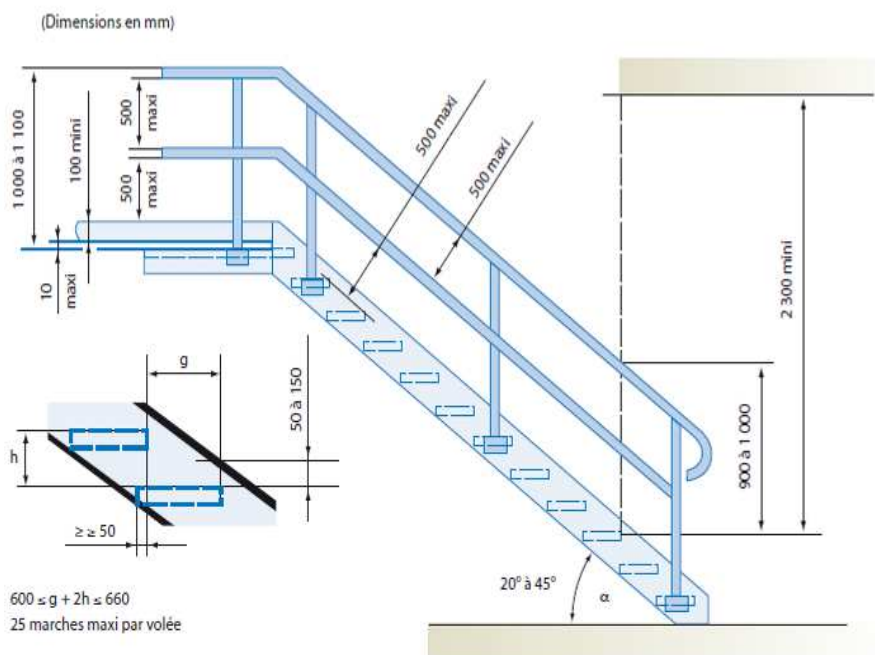 (Dimensions en mm)
1 000 à 1 100
100 mini
500
maxi
500
maxi
10
maxi
500 maxi
500 maxi
2 300 mini
900 à 1 000
g
50 à 150
h
≥ ≥ 50
20° à 45°
α
600 ≤ g + 2h ≤ 660
25 marches maxi par volée